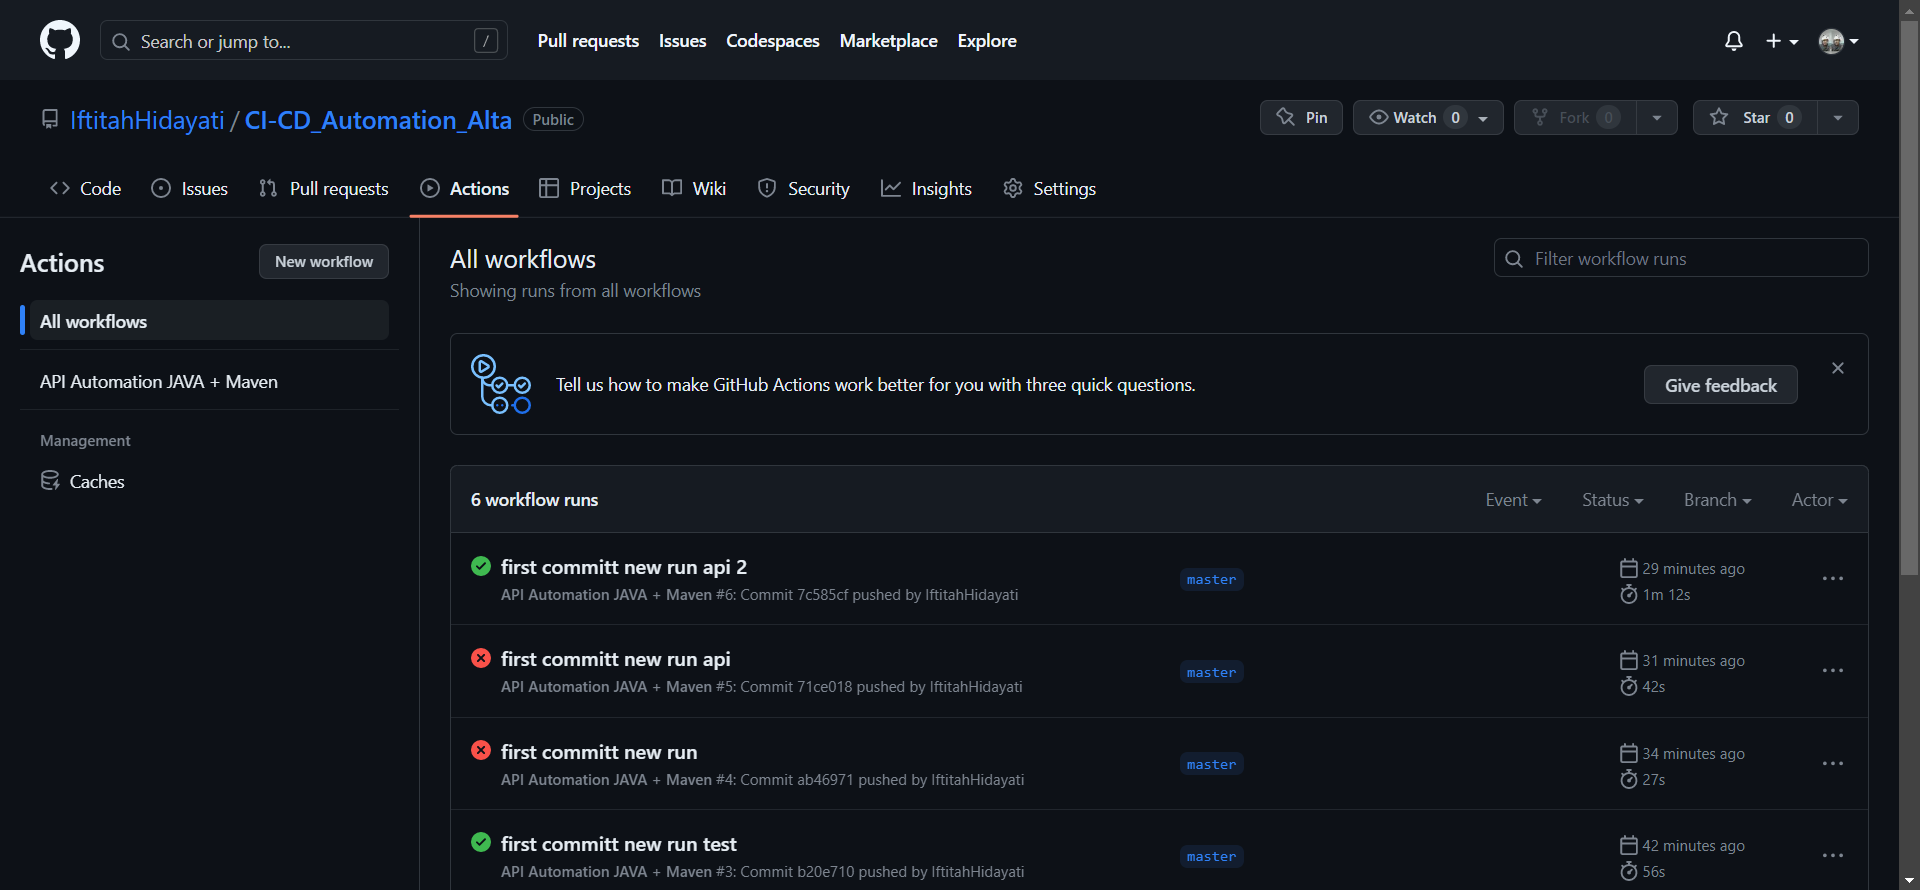 Search or jump to...
/
Pull requests
Issues
Codespaces
Marketplace
Explore
IftitahHidayati / CI-CD_Automation_Alta
Public
Pin
Watch 0
Fork 0
Star 0
Code
Issues
Pull requests
Actions
Projects
Wiki
Security
Insights
Settings
Actions
New workflow
All workflows
API Automation JAVA + Maven
Management
Caches
All workflows
Showing runs from all workflows
Filter workflow runs
Tell us how to make GitHub Actions work better for you with three quick questions.
Give feedback
6 workflow runs
Event
Status
Branch
Actor
first committ new run api 2
API Automation JAVA + Maven #6: Commit 7c585cf pushed by IftitahHidayati
master
29 minutes ago
1m 12s
first committ new run api
API Automation JAVA + Maven #5: Commit 71ce018 pushed by IftitahHidayati
master
31 minutes ago
42s
first committ new run
API Automation JAVA + Maven #4: Commit ab46971 pushed by IftitahHidayati
master
34 minutes ago
27s
first committ new run test
API Automation JAVA + Maven #3: Commit b20e710 pushed by IftitahHidayati
master
42 minutes ago
56s